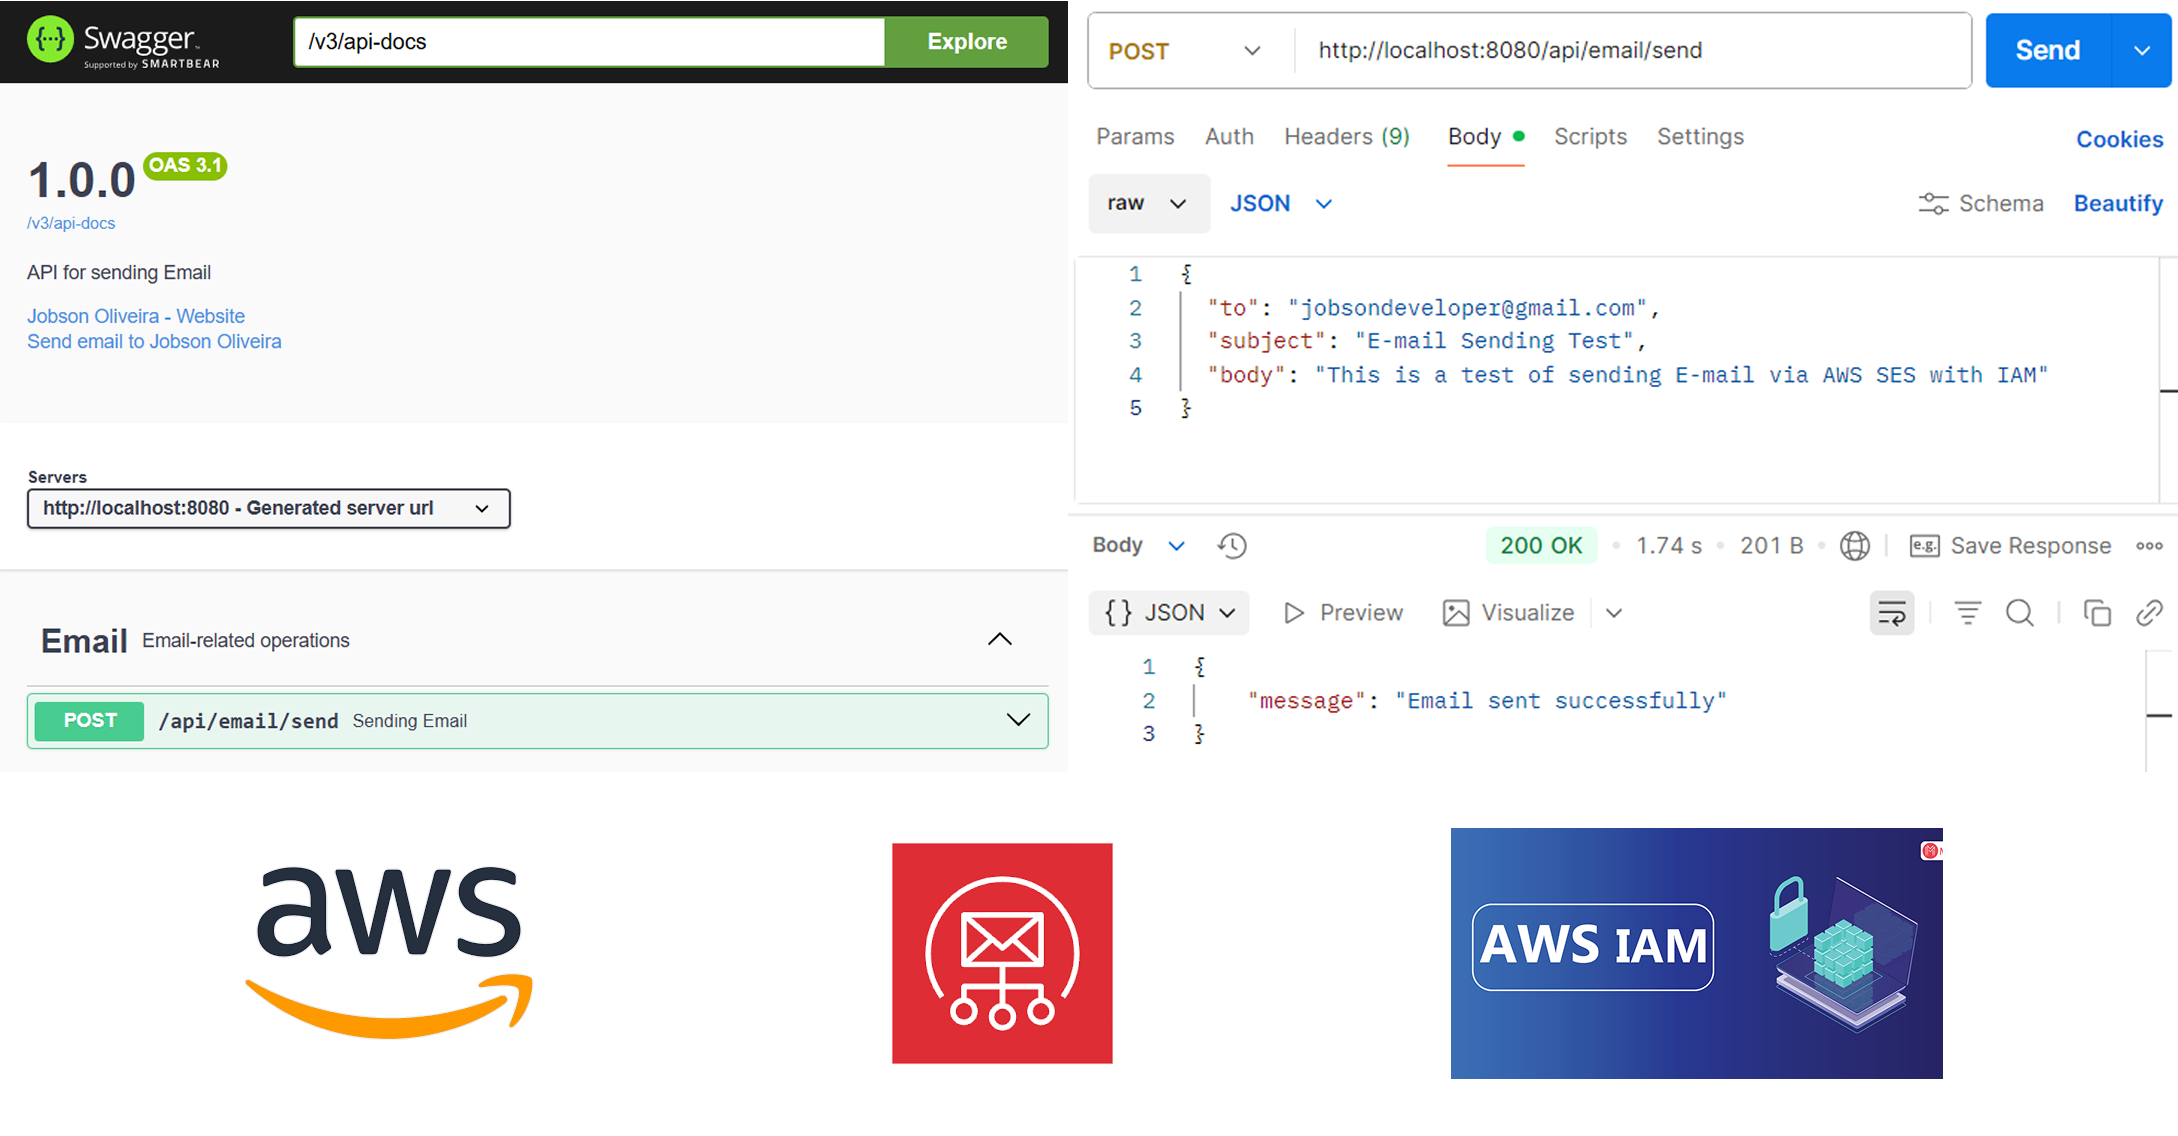 Swagger
Supported by SMARTBEAR
/v3/api-docs
Explore
1.0.0
OAS 3.1
/v3/api-docs
API for sending Email
Jobson Oliveira - Website
Send email to Jobson Oliveira
Servers
http://localhost:8080 - Generated server url
Email Email-related operations
POST /api/email/send Sending Email
POST http://localhost:8080/api/email/send Send
Params Auth Headers (9) Body Scripts Settings Cookies
raw JSON Schema Beautify
1 {
2 "to": "jobsondeveloper@gmail.com",
3 "subject": "E-mail Sending Test",
4 "body": "This is a test of sending E-mail via AWS SES with IAM"
5 }
Body 200 OK • 1.74 s • 201 B • e.g. Save Response
{} JSON Preview Visualize
1 {
2 "message": "Email sent successfully"
3 }
aws
AWS IAM